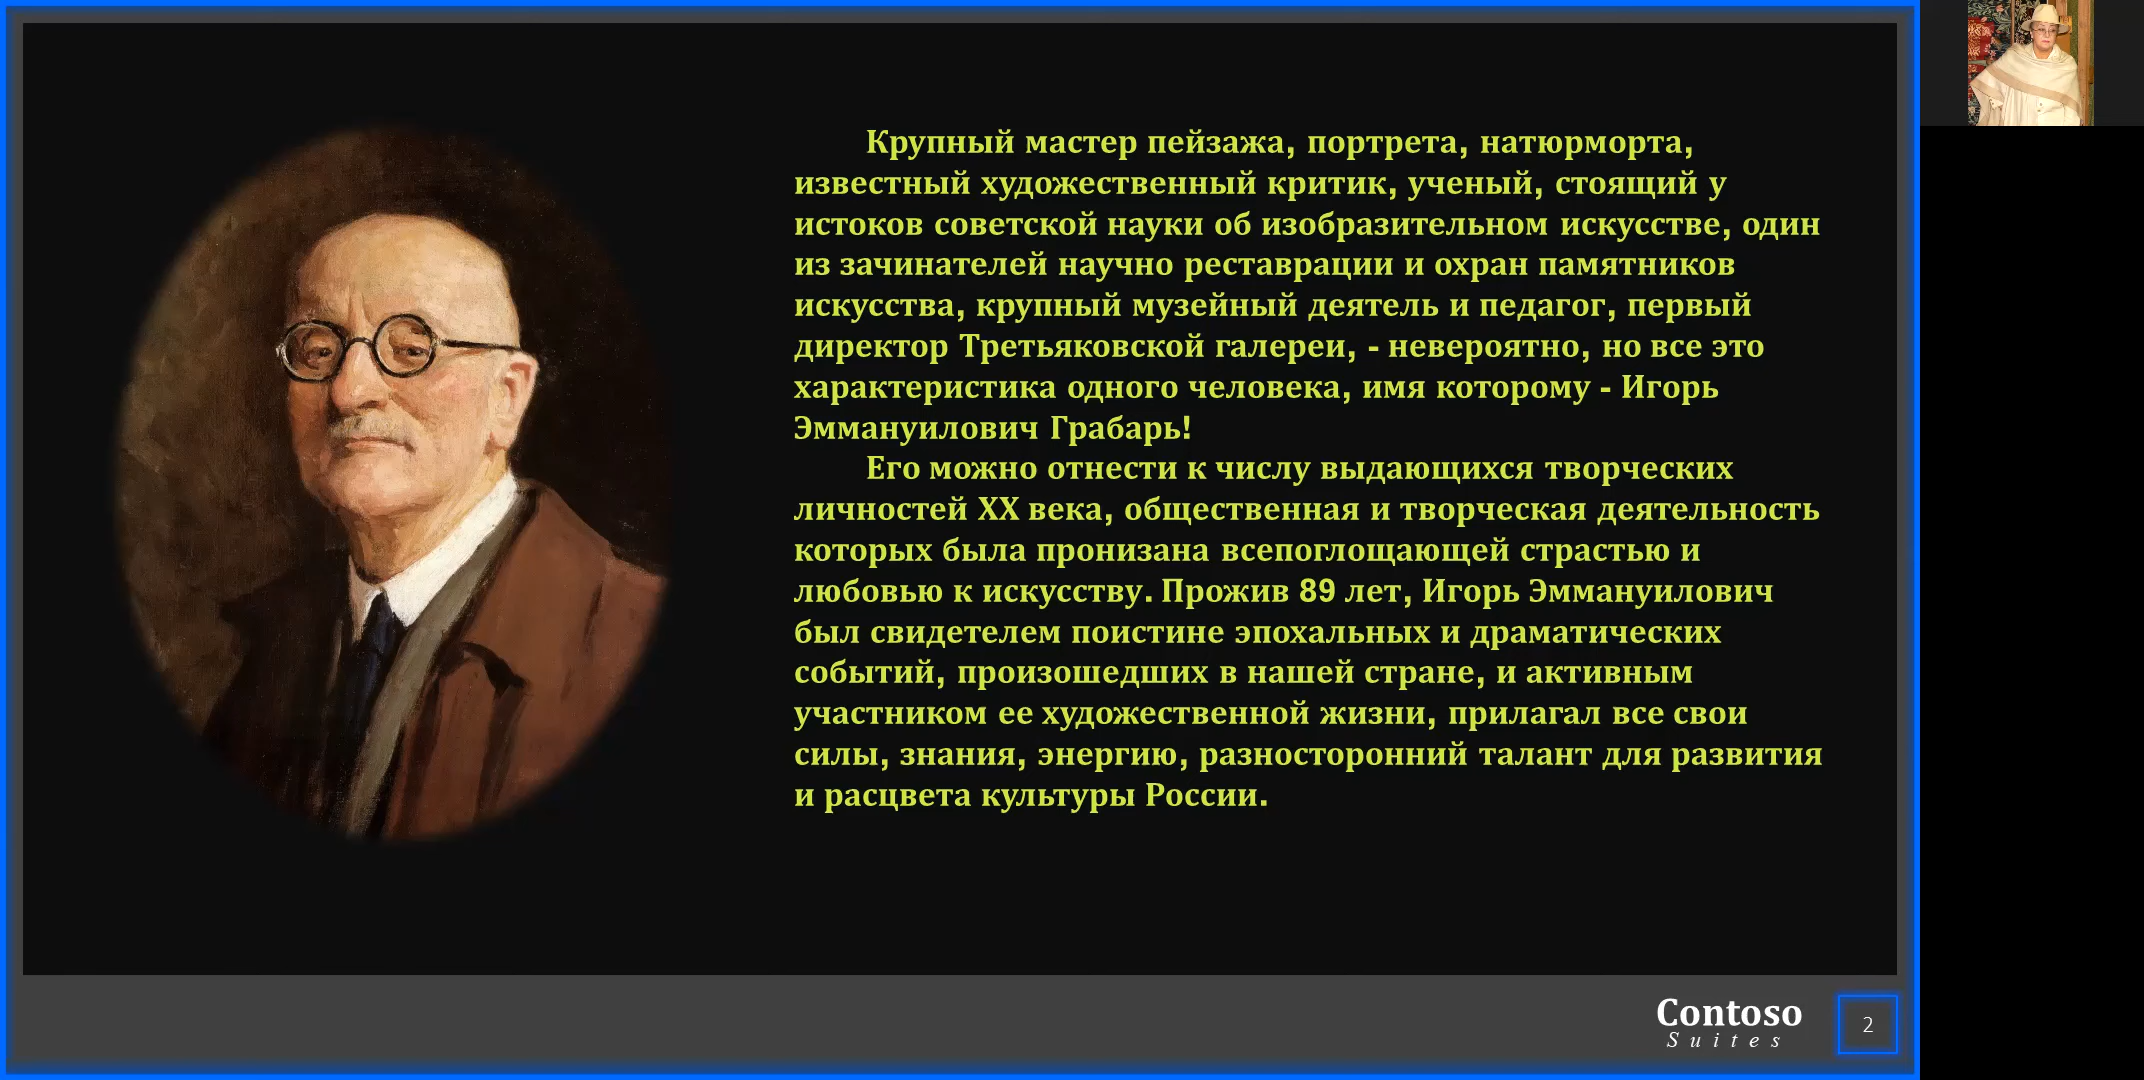 Крупный мастер пейзажа, портрета, натюрморта,
известный художественный критик, ученый, стоящий у
истоков советской науки об изобразительном искусстве, один
из зачинателей научно реставрации и охран памятников
искусства, крупный музейный деятель и педагог, первый
директор Третьяковской галереи, - невероятно, но все это
характеристика одного человека, имя которому - Игорь
Эммануилович Грабарь!
Его можно отнести к числу выдающихся творческих
личностей XX века, общественная и творческая деятельность
которых была пронизана всепоглощающей страстью и
любовью к искусству. Прожив 89 лет, Игорь Эммануилович
был свидетелем поистине эпохальных и драматических
событий, произошедших в нашей стране, и активным
участником ее художественной жизни, прилагал все свои
силы, знания, энергию, разносторонний талант для развития
и расцвета культуры России.
Contoso
Suites
2